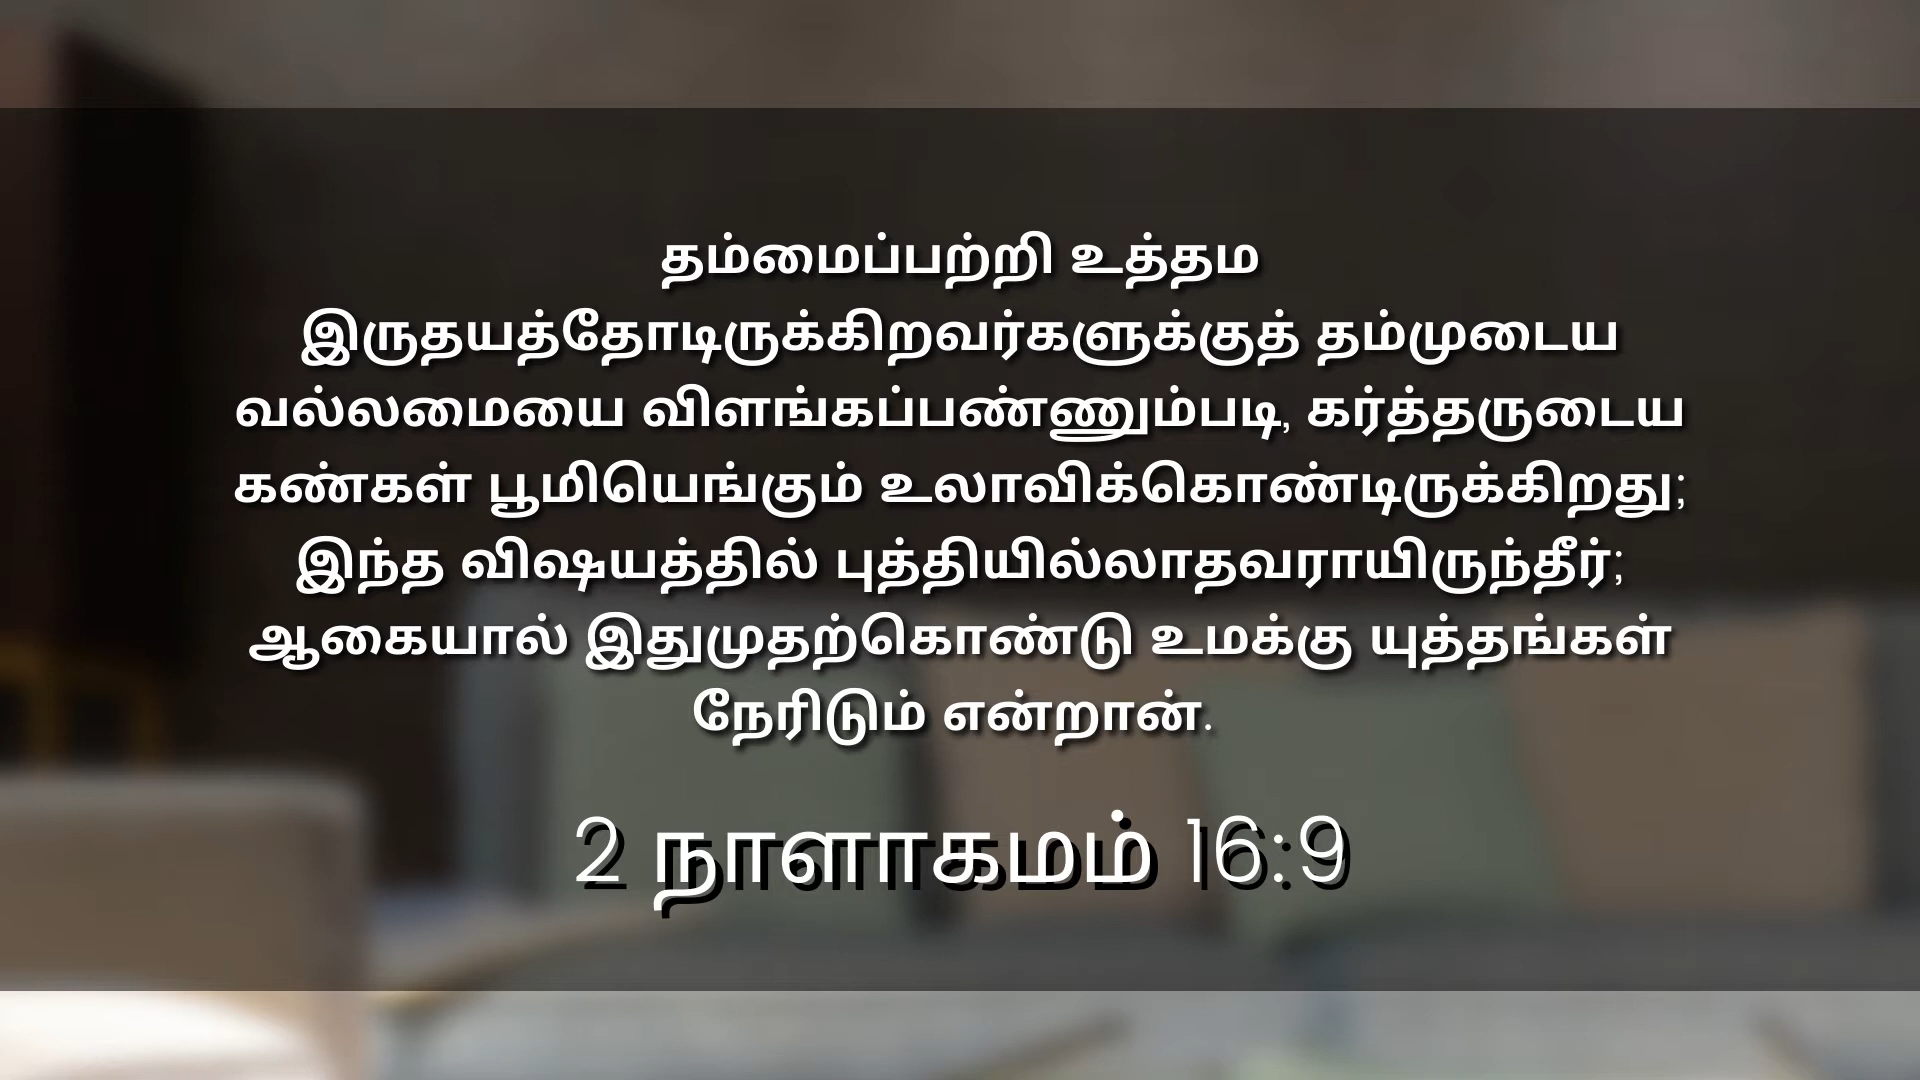 தம்மைப்பற்றி உத்தம
இருதயத்தோடிருக்கிறவர்களுக்குத் தம்முடைய
வல்லமையை விளங்கப்பண்ணும்படி, கர்த்தருடைய
கண்கள் பூமியெங்கும் உலாவிக்கொண்டிருக்கிறது;
இந்த விஷயத்தில் புத்தியில்லாதவராயிருந்தீர்;
ஆகையால் இதுமுதற்கொண்டு உமக்கு யுத்தங்கள்
நேரிடும் என்றான்.
2 நாளாகமம் 16:9